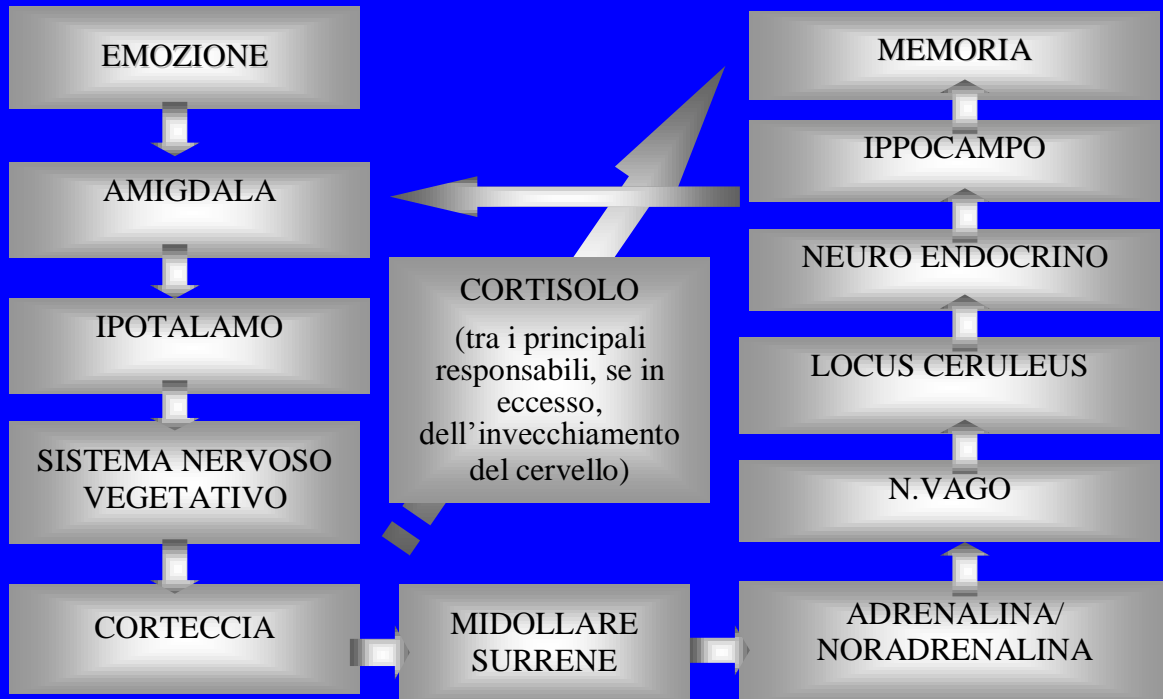 EMOZIONE
AMIGDALA
IPOTALAMO
SISTEMA NERVOSO
VEGETATIVO
CORTECCIA
MIDOLLARE
SURRENE
ADRENALINA/
NORADRENALINA
N.VAGO
LOCUS CERULEUS
NEURO ENDOCRINO
IPPOCAMPO
MEMORIA
CORTISOLO
(tra i principali
responsabili, se in
eccesso,
dell’invecchiamento
del cervello)